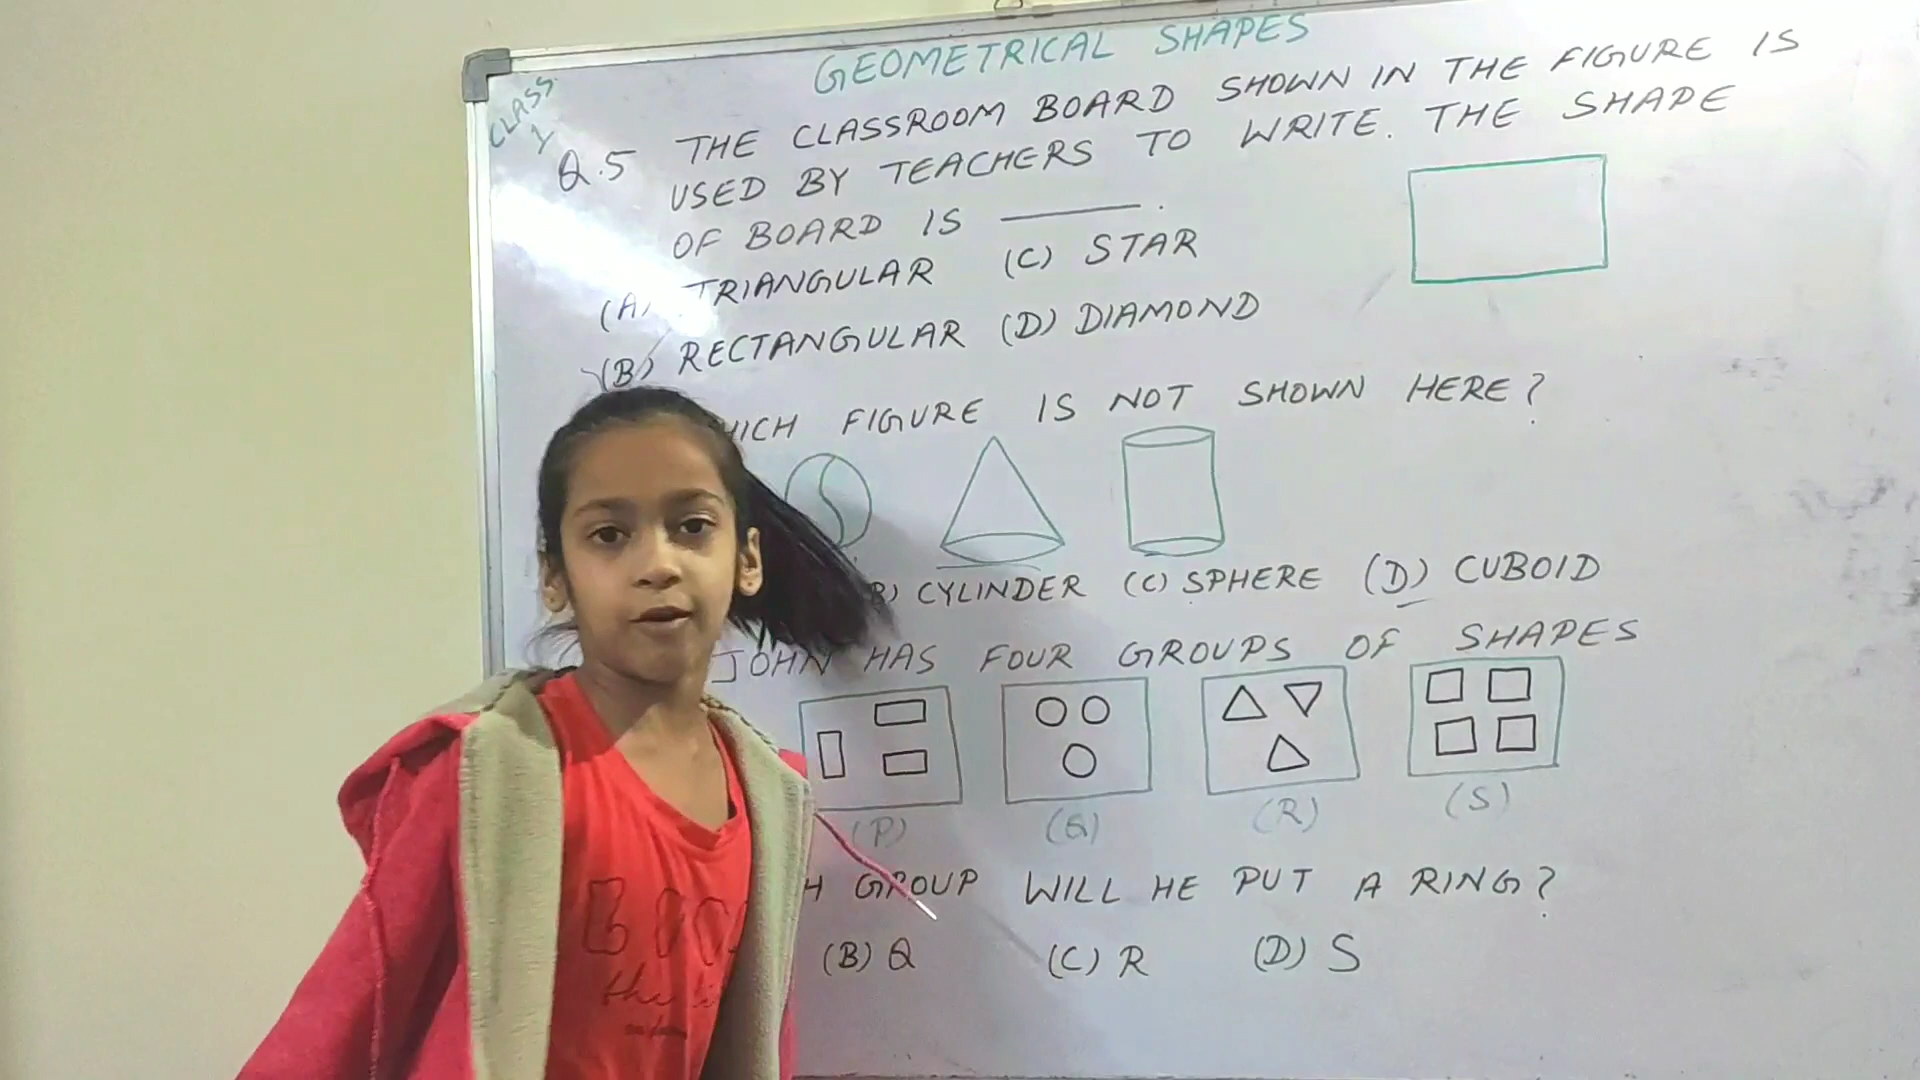 GEOMETRICAL SHAPES
CLASS
1
Q.5 THE CLASSROOM BOARD SHOWN IN THE FIGURE IS
USED BY TEACHERS TO WRITE. THE SHAPE
OF BOARD IS ______.
(A) TRIANGULAR (C) STAR
(B) RECTANGULAR (D) DIAMOND
FIGURE IS NOT SHOWN HERE?
B) CYLINDER (C) SPHERE (D) CUBOID
JOHN HAS FOUR GROUPS OF SHAPES
(P) (Q) (R) (S)
GROUP WILL HE PUT A RING?
(B) Q (C) R (D) S
the